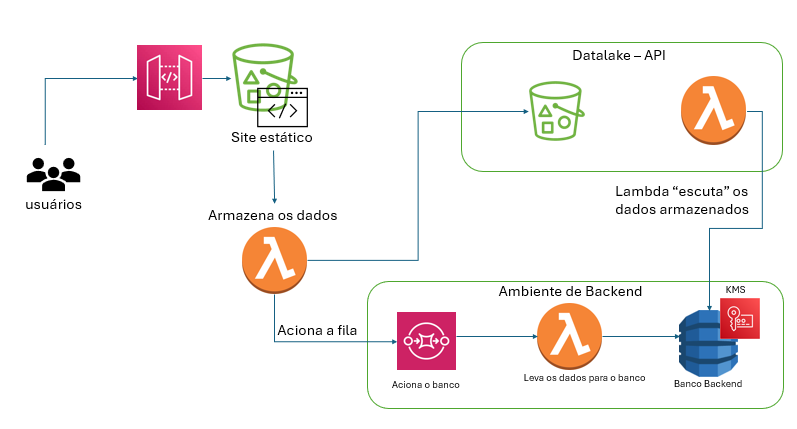 Datalake – API
Site estático
usuários
Lambda “escuta” os
dados armazenados
Armazena os dados
Ambiente de Backend
KMS
Aciona a fila
Aciona o banco
Leva os dados para o banco
Banco Backend